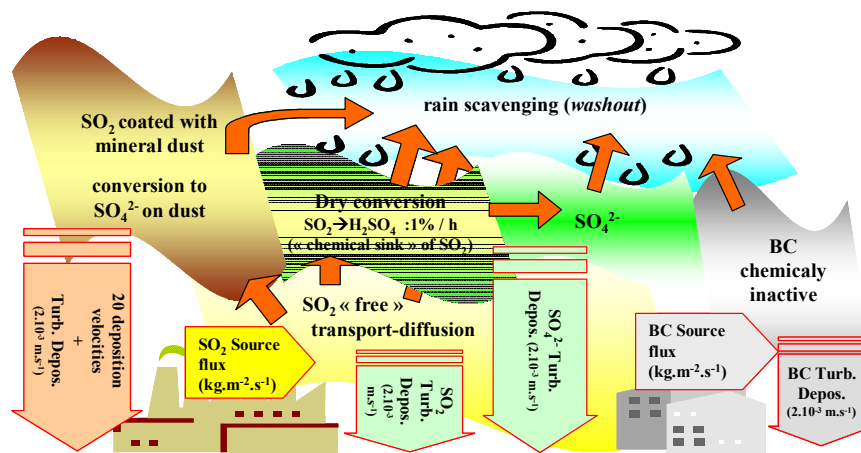 rain scavenging (washout)
SO₂ coated with
mineral dust
conversion to
SO₄²⁻ on dust
Dry conversion
SO₂→H₂SO₄ :1% / h
(« chemical sink » of SO₂)
SO₄²⁻
BC
chemicaly
inactive
SO₂ « free »
transport-diffusion
20 deposition
velocities
+
Turb. Depos.
(2.10⁻³ m.s⁻¹)
SO₂ Source
flux
(kg.m⁻².s⁻¹)
SO₂
Turb.
Depos.
(2.10⁻³
m.s⁻¹)
SO₄²⁻ Turb.
Depos. (2.10⁻³ m.s⁻¹)
BC Source
flux
(kg.m⁻².s⁻¹)
BC Turb.
Depos.
(2.10⁻³ m.s⁻¹)